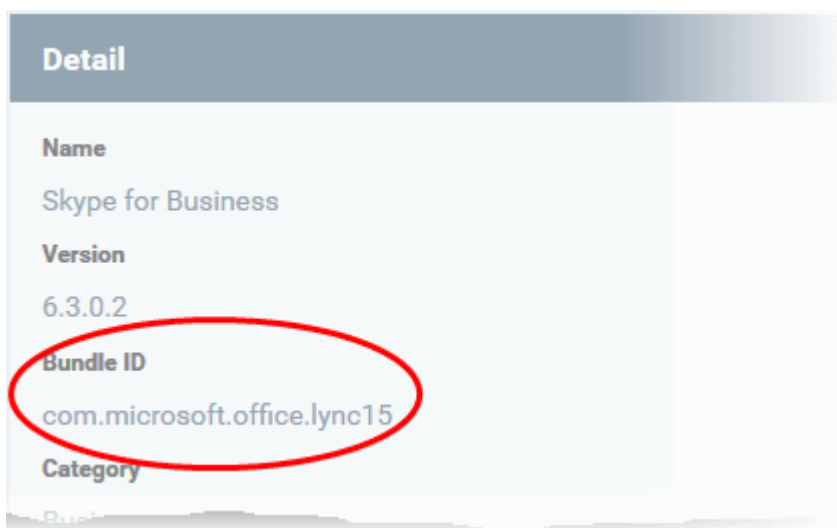 Detail
Name
Skype for Business
Version
6.3.0.2
Bundle ID
com.microsoft.office.lync15
Category